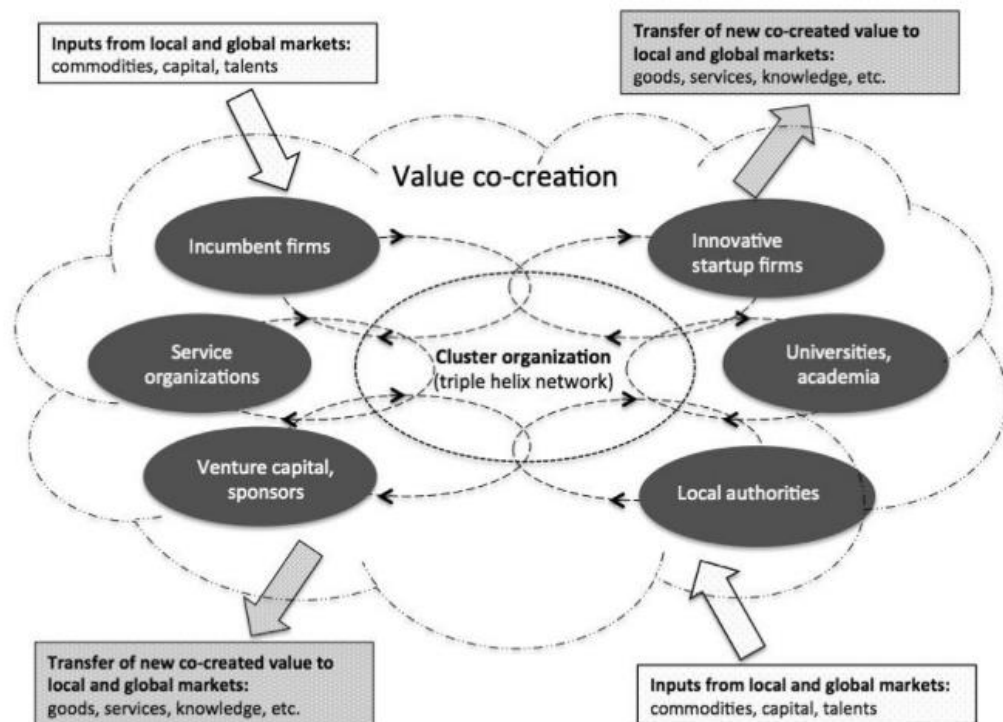 Inputs from local and global markets:
commodities, capital, talents
Transfer of new co-created value to
local and global markets:
goods, services, knowledge, etc.
Value co-creation
Incumbent firms
Innovative
startup firms
Service
organizations
Cluster organization
(triple helix network)
Universities,
academia
Venture capital,
sponsors
Local authorities
Transfer of new co-created value to
local and global markets:
goods, services, knowledge, etc.
Inputs from local and global markets:
commodities, capital, talents